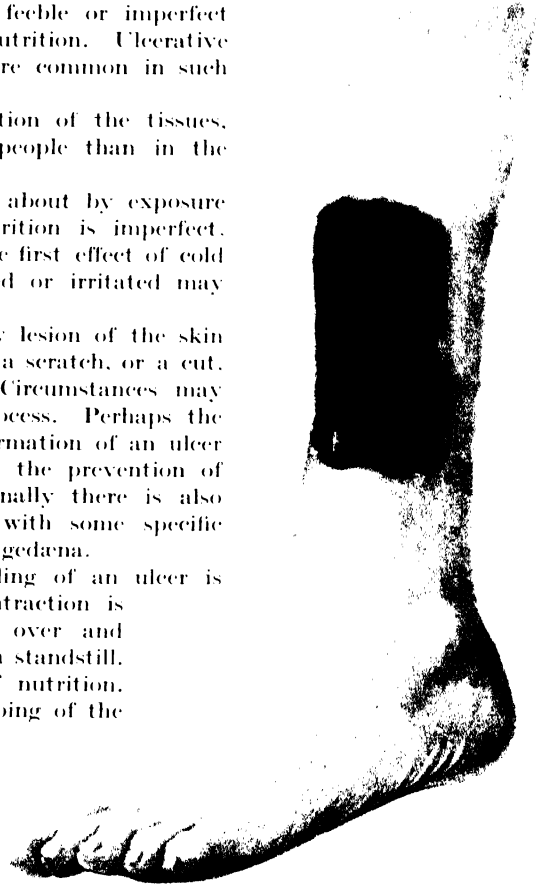 feeble or imperfect
utrition. Ulcerative
re common in such
tion of the tissues,
people than in the
about by exposure
rition is imperfect.
e first effect of cold
d or irritated may
lesion of the skin
a scratch, or a cut.
Circumstances may
ocess. Perhaps the
rmation of an ulcer
the prevention of
nally there is also
with some specific
gedæna.
ling of an ulcer is
traction is
over and
standstill.
nutrition.
ping of the